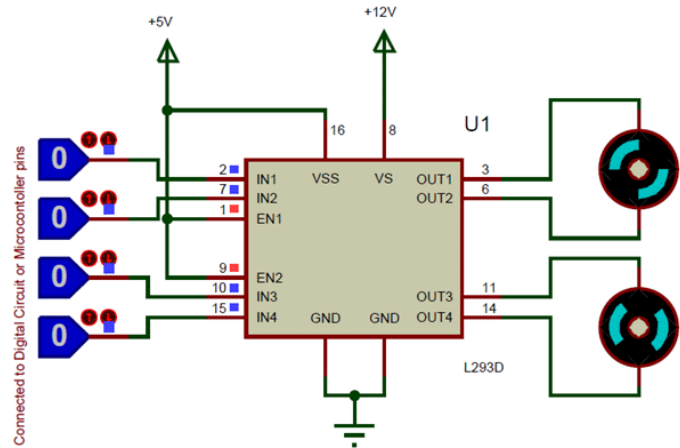 +12V
+5V
U1
16
8
0
2
IN1
VSS
VS
OUT1
3
7
IN2
OUT2
6
0
1
EN1
9
EN2
0
10
IN3
OUT3
11
15
IN4
GND
GND
OUT4
14
0
L293D
Connected to Digital Circuit or Microcontoller pins